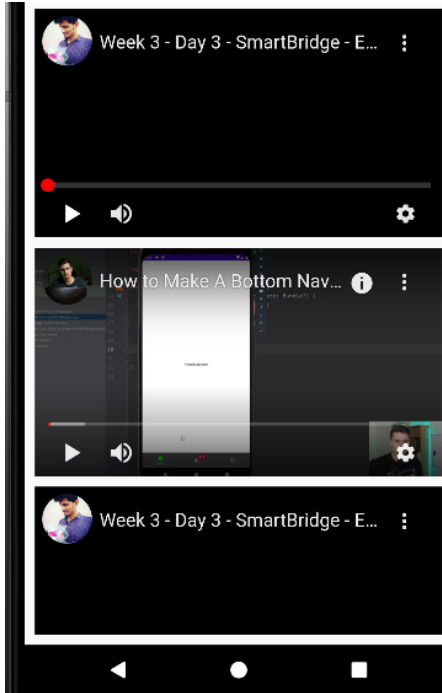 Week 3 - Day 3 - SmartBridge - E...
How to Make A Bottom Nav...
Week 3 - Day 3 - SmartBridge - E...